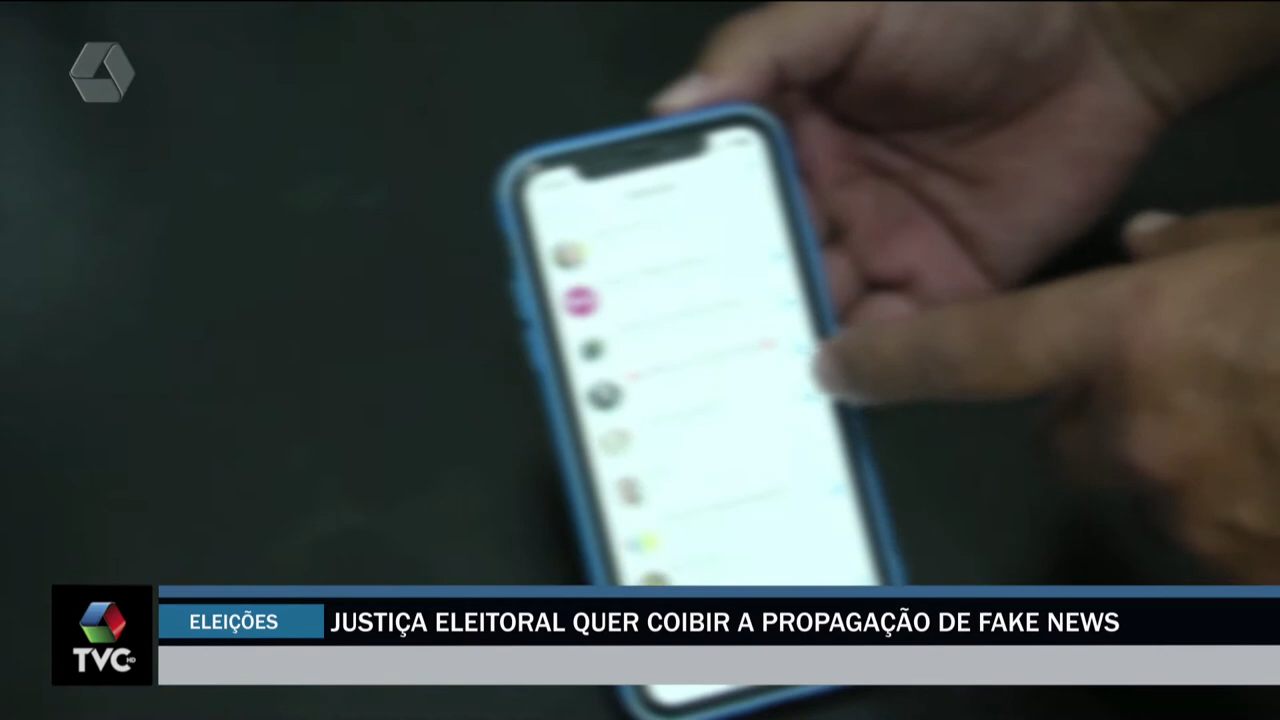 ELEIÇÕES JUSTIÇA ELEITORAL QUER COIBIR A PROPAGAÇÃO DE FAKE NEWS
TVC HD